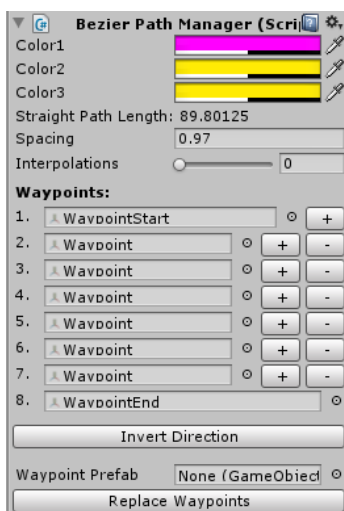 Bezier Path Manager (Scri
Color1
Color2
Color3
Straight Path Length: 89.80125
Spacing 0.97
Interpolations 0
Waypoints:
1. WaypointStart +
2. Waypoint + -
3. Waypoint + -
4. Waypoint + -
5. Waypoint + -
6. Waypoint + -
7. Waypoint + -
8. WaypointEnd
Invert Direction
Waypoint Prefab None (GameObject
Replace Waypoints